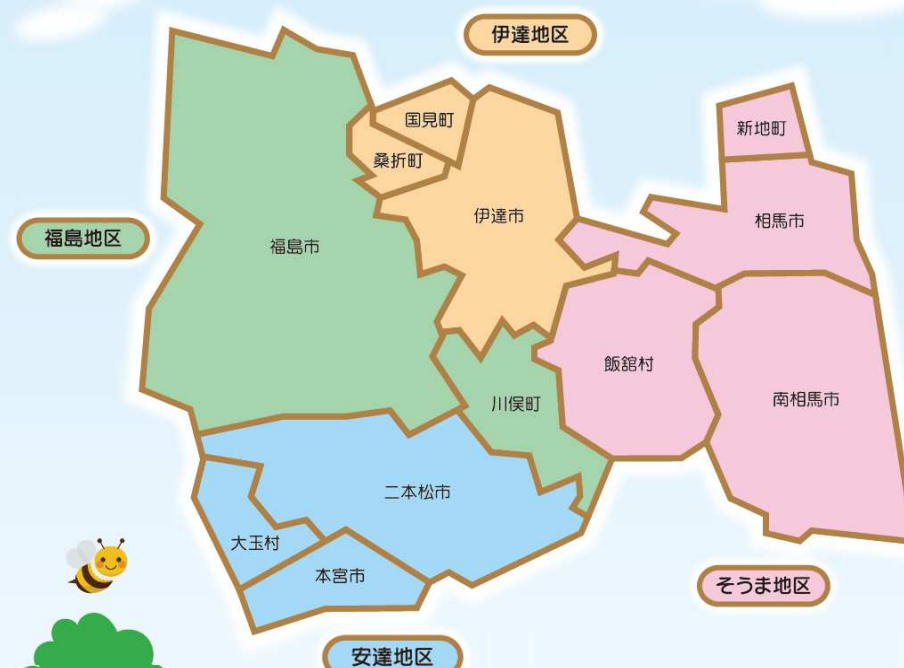 伊達地区
国見町
新地町
桑折町
伊達市
相馬市
福島地区
福島市
飯舘村
南相馬市
川俣町
二本松市
大玉村
本宮市
そうま地区
安達地区